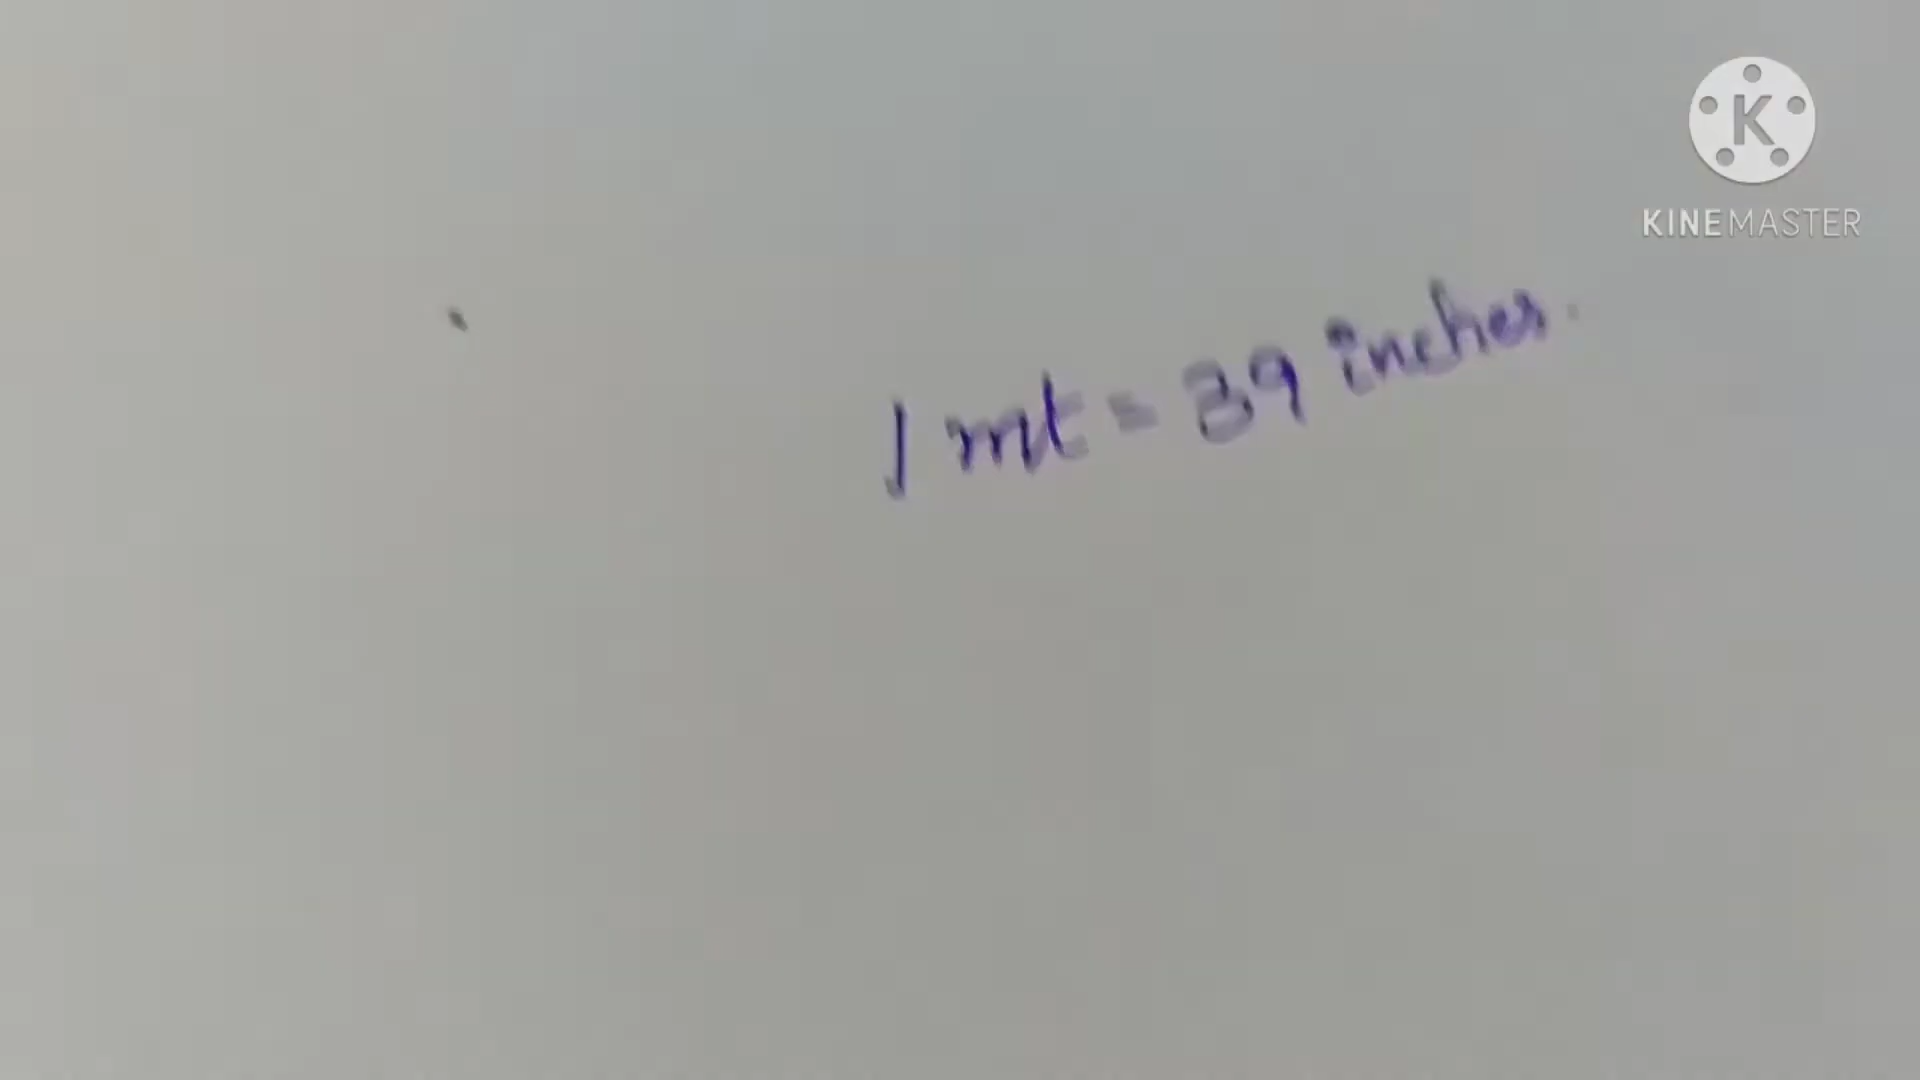 K
KINEMASTER
1 mt = 39 inches.